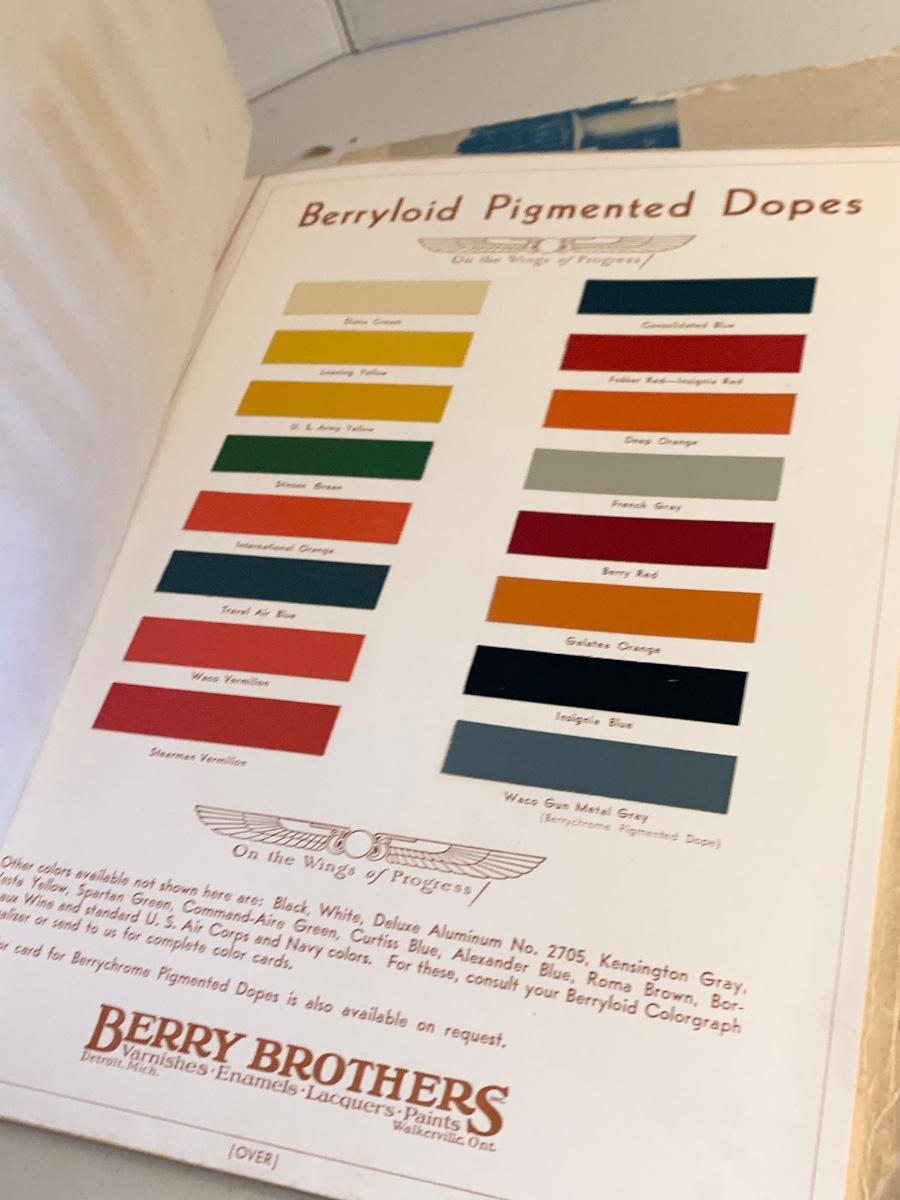 Berryloid Pigmented Dopes
On the Wings of Progress
Diana Cream
Loening Yellow
U. S. Army Yellow
Stinson Green
International Orange
Travel Air Blue
Waco Vermilion
Stearman Vermilion
Consolidated Blue
Fokker Red—Insignia Red
Deep Orange
French Gray
Berry Red
Galatea Orange
Insignia Blue
Waco Gun Metal Gray
(Berrychrome Pigmented Dope)
On the Wings of Progress
Other colors available not shown here are: Black, White, Deluxe Aluminum No. 2705, Kensington Gray,
Yellow, Spartan Green, Command-Aire Green, Curtiss Blue, Alexander Blue, Roma Brown, Bor-
aux Wine and standard U. S. Air Corps and Navy colors. For these, consult your Berryloid Colorgraph
or send to us for complete color cards.
card for Berrychrome Pigmented Dopes is also available on request.
BERRY BROTHERS
Varnishes·Enamels·Lacquers·Paints
Detroit, Mich.
Walkerville, Ont.
(OVER)